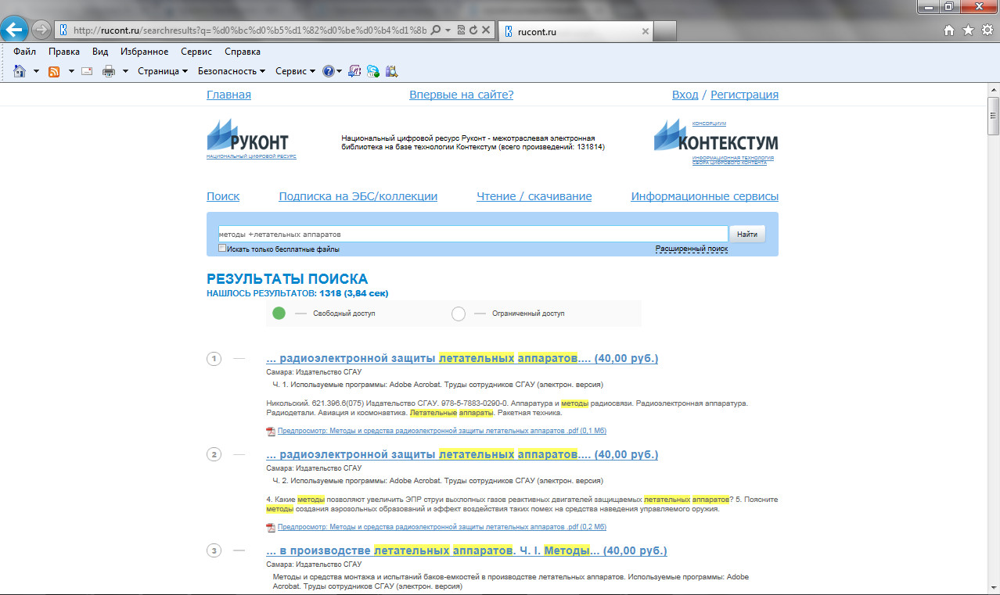 http://rucont.ru/searchresults?q=%d0%bc%d0%b5%d1%82%d0%be%d0%b4%d1%8b
rucont.ru
Файл Правка Вид Избранное Сервис Справка
Страница Безопасность Сервис
Главная Впервые на сайте? Вход / Регистрация
РУКОНТ
НАЦИОНАЛЬНЫЙ ЦИФРОВОЙ РЕСУРС
Национальный цифровой ресурс Руконт - межотраслевая электронная
библиотека на базе технологии Контекстум (всего произведений: 131814)
КОНСОРЦИУМ
КОНТЕКСТУМ
ИНФОРМАЦИОННАЯ ТЕХНОЛОГИЯ
СБОРА ЦИФРОВОГО КОНТЕНТА
Поиск Подписка на ЭБС/коллекции Чтение / скачивание Информационные сервисы
методы +летательных аппаратов Найти
Искать только бесплатные файлы Расширенный поиск
РЕЗУЛЬТАТЫ ПОИСКА
НАШЛОСЬ РЕЗУЛЬТАТОВ: 1318 (3,84 сек)
Свободный доступ Ограниченный доступ
1 ... радиоэлектронной защиты летательных аппаратов.... (40,00 руб.)
Самара: Издательство СГАУ
Ч. 1. Используемые программы: Adobe Acrobat. Труды сотрудников СГАУ (электрон. версия)
Никольский. 621.396.6(075) Издательство СГАУ. 978-5-7883-0290-0. Аппаратура и методы радиосвязи. Радиоэлектронная аппаратура.
Радиодетали. Авиация и космонавтика. Летательные аппараты. Ракетная техника.
Предпросмотр: Методы и средства радиоэлектронной защиты летательных аппаратов .pdf (0,1 Мб)
2 ... радиоэлектронной защиты летательных аппаратов.... (40,00 руб.)
Самара: Издательство СГАУ
Ч. 2. Используемые программы: Adobe Acrobat. Труды сотрудников СГАУ (электрон. версия)
4. Какие методы позволяют увеличить ЭПР струи выхлопных газов реактивных двигателей защищаемых летательных аппаратов? 5. Поясните
методы создания аэрозольных образований и эффект воздействия таких помех на средства наведения управляемого оружия.
Предпросмотр: Методы и средства радиоэлектронной защиты летательных аппаратов .pdf (0,2 Мб)
3 ... в производстве летательных аппаратов. Ч. I. Методы... (40,00 руб.)
Самара: Издательство СГАУ
Методы и средства монтажа и испытаний баков-емкостей в производстве летательных аппаратов. Используемые программы: Adobe
Acrobat. Труды сотрудников СГАУ (электрон. версия)